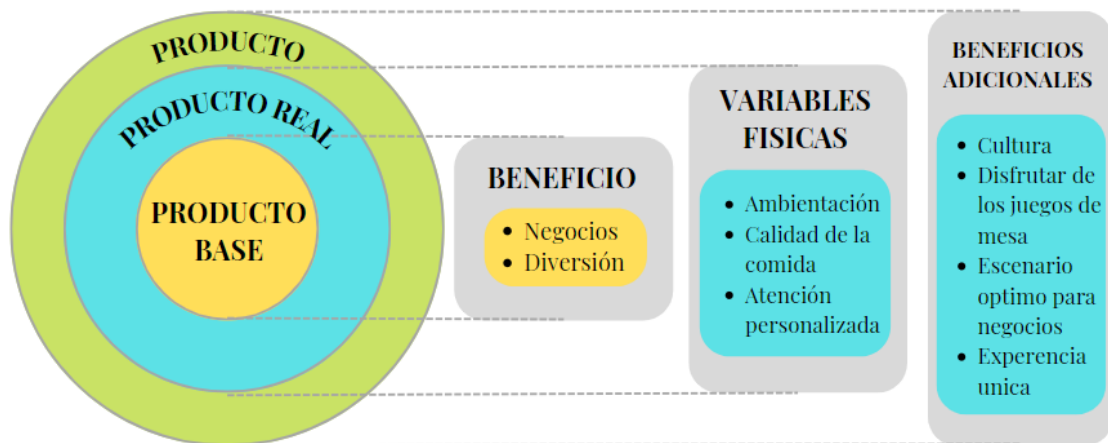 PRODUCTO
PRODUCTO REAL
PRODUCTO
BASE
BENEFICIO
• Negocios
• Diversión
VARIABLES
FISICAS
• Ambientación
• Calidad de la
comida
• Atención
personalizada
BENEFICIOS
ADICIONALES
• Cultura
• Disfrutar de
los juegos de
mesa
• Escenario
optimo para
negocios
• Experencia
unica